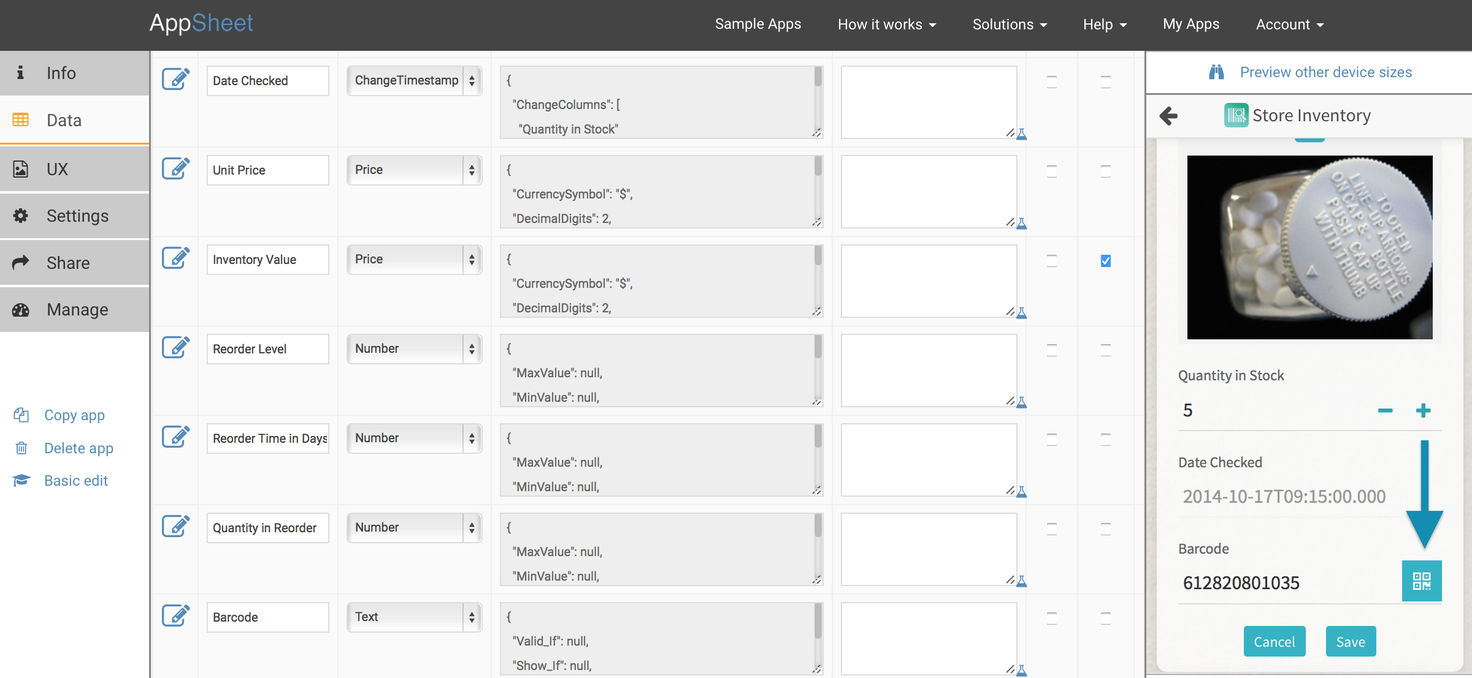 AppSheet
Sample Apps How it works Solutions Help My Apps Account
Info
Data
UX
Settings
Share
Manage
Copy app
Delete app
Basic edit
Date Checked ChangeTimestamp {
"ChangeColumns": [
"Quantity in Stock"
Unit Price Price {
"CurrencySymbol": "$",
"DecimalDigits": 2,
Inventory Value Price {
"CurrencySymbol": "$",
"DecimalDigits": 2,
Reorder Level Number {
"MaxValue": null,
"MinValue": null,
Reorder Time in Days Number {
"MaxValue": null,
"MinValue": null,
Quantity in Reorder Number {
"MaxValue": null,
"MinValue": null,
Barcode Text {
"Valid_If": null,
"Show_If": null,
Preview other device sizes
Store Inventory
TO OPEN
LINE-UP ARROWS
ON CAP & BOTTLE
PUSH CAP UP
WITH THUMB
Quantity in Stock
5
Date Checked
2014-10-17T09:15:00.000
Barcode
612820801035
Cancel Save